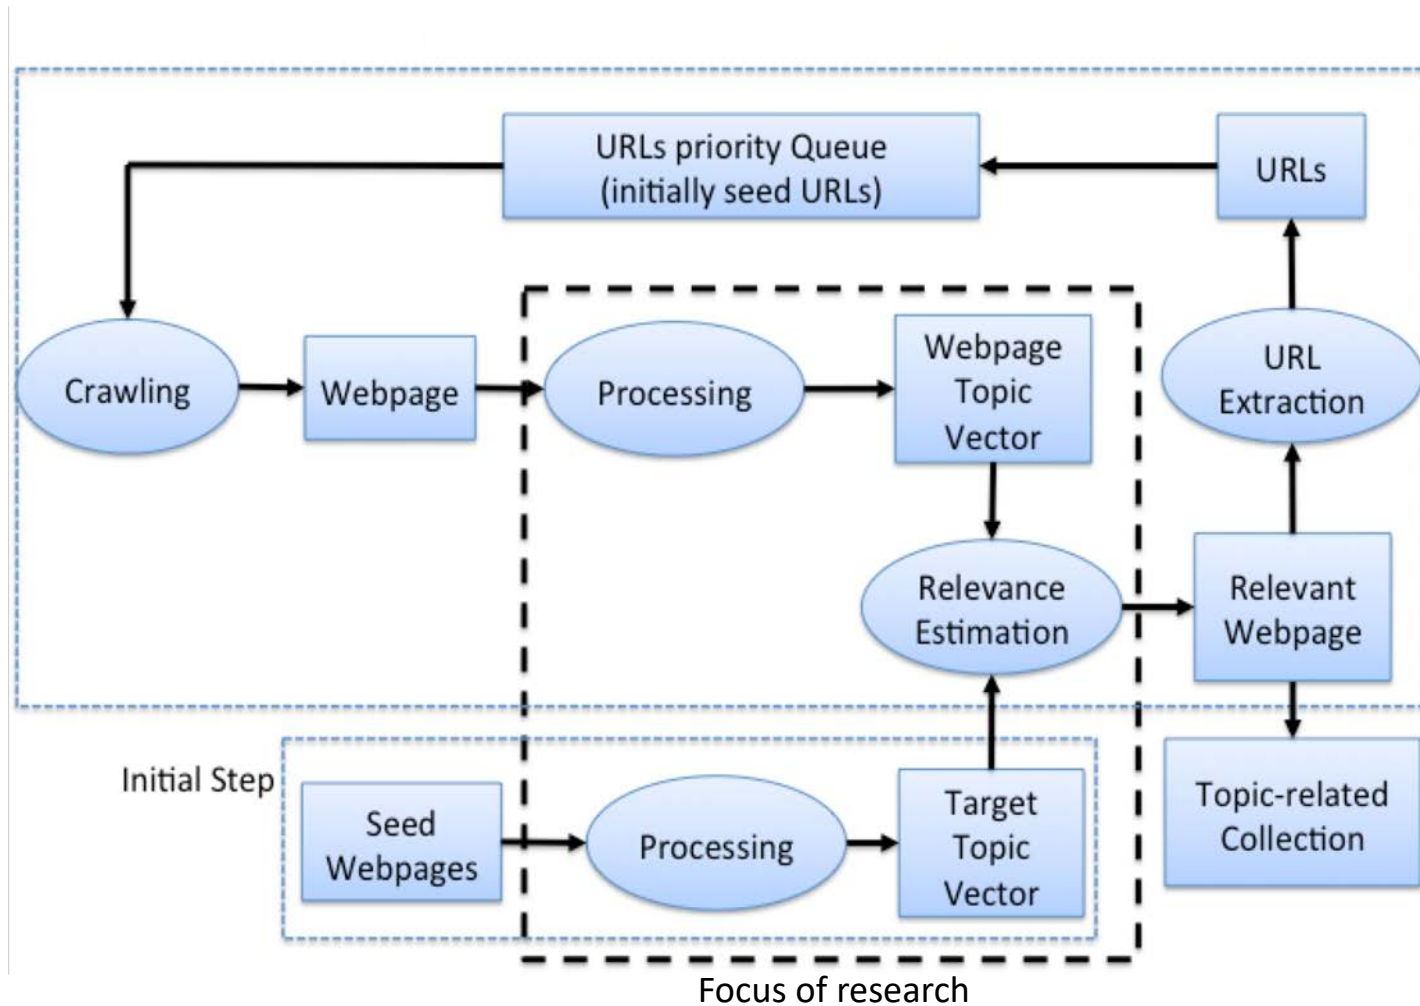 URLs priority Queue
(initially seed URLs)
URLs
Crawling
Webpage
Processing
Webpage
Topic
Vector
URL
Extraction
Relevance
Estimation
Relevant
Webpage
Initial Step
Seed
Webpages
Processing
Target
Topic
Vector
Topic-related
Collection
Focus of research